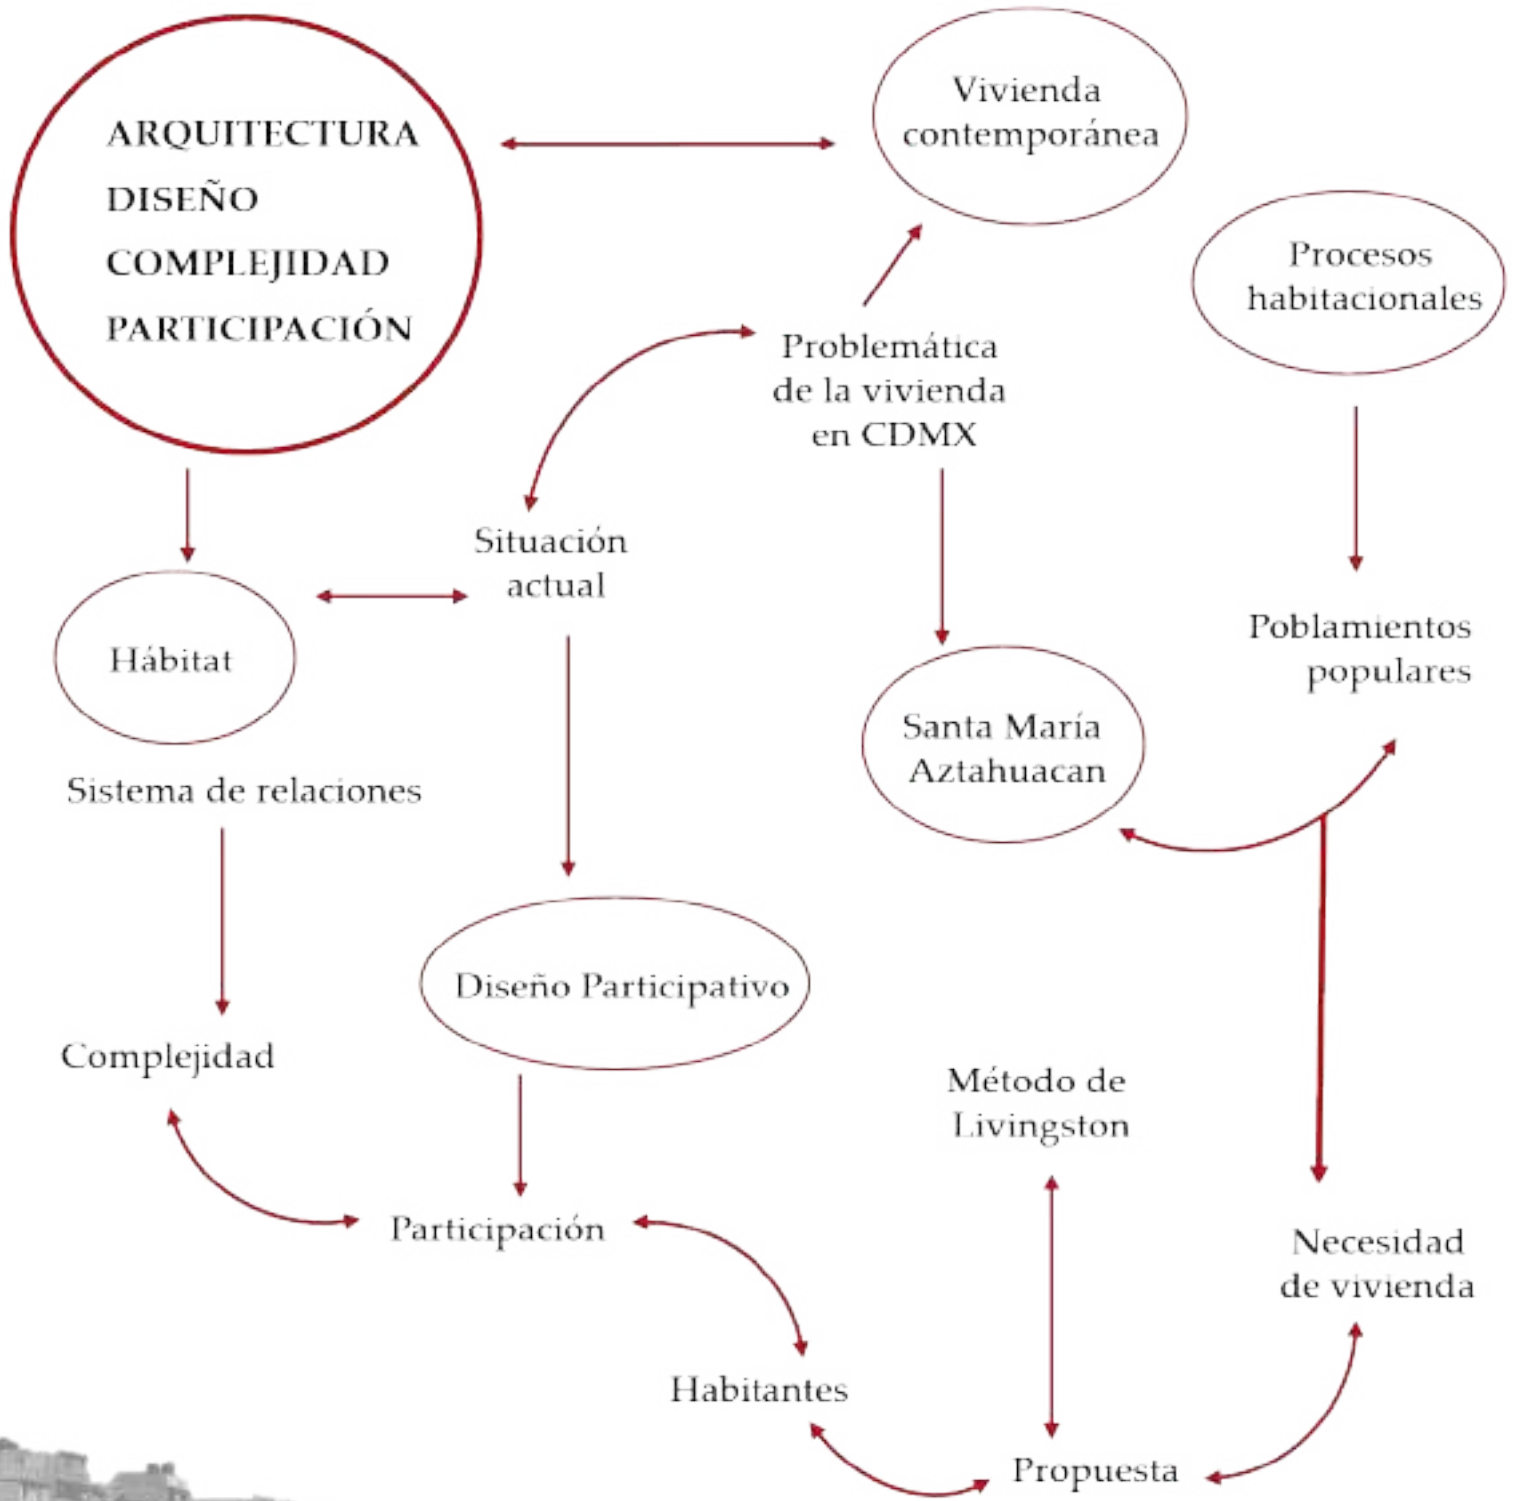 ARQUITECTURA
DISEÑO
COMPLEJIDAD
PARTICIPACIÓN
Vivienda
contemporánea
Procesos
habitacionales
Problemática
de la vivienda
en CDMX
Situación
actual
Hábitat
Poblamientos
populares
Santa María
Aztahuacan
Sistema de relaciones
Diseño Participativo
Complejidad
Método de
Livingston
Participación
Necesidad
de vivienda
Habitantes
Propuesta